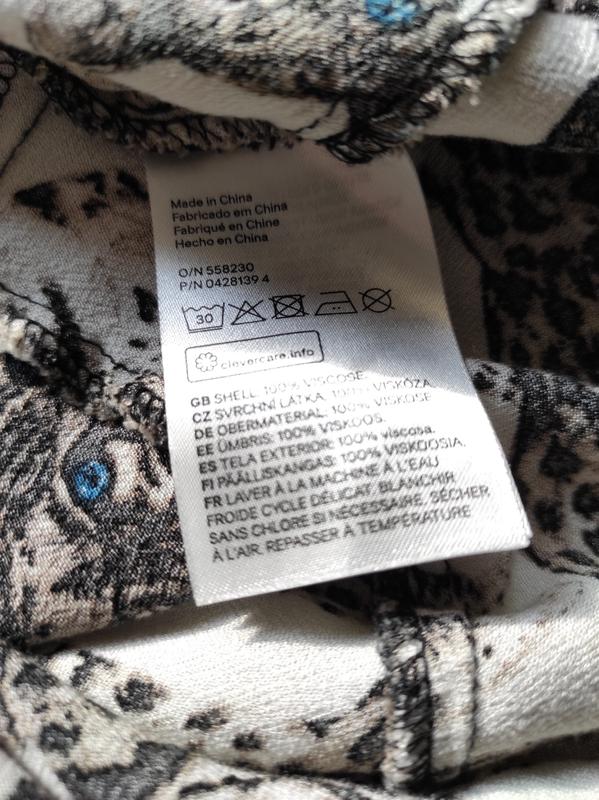 Made in China
Fabricado em China
Fabriqué en Chine
Hecho en China
O/N 558230
P/N 0428139 4
30
clevercare.info
GB SHELL: 100% VISCOSE.
CZ SVRCHNÍ LÁTKA: 100% VISKÓZA.
DE OBERMATERIAL: 100% VISKOSE
EE ÜMBRIS: 100% VISKOOS.
ES TELA EXTERIOR: 100% viscosa.
FI PÄÄLLISKANGAS: 100% VISKOOSIA.
FR LAVER À LA MACHINE À L'EAU
FROIDE CYCLE DÉLICAT. BLANCHIR
SANS CHLORE SI NÉCESSAIRE. SÉCHER
À L'AIR. REPASSER À TEMPÉRATURE